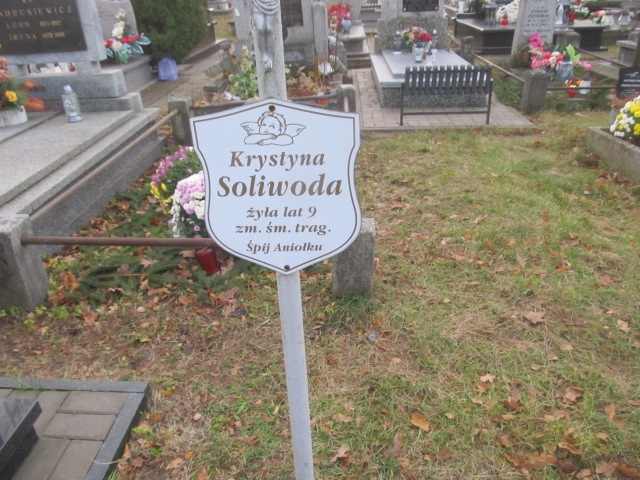 Krystyna
Soliwoda
żyła lat 9
zm. śm. trag.
Śpij Aniołku